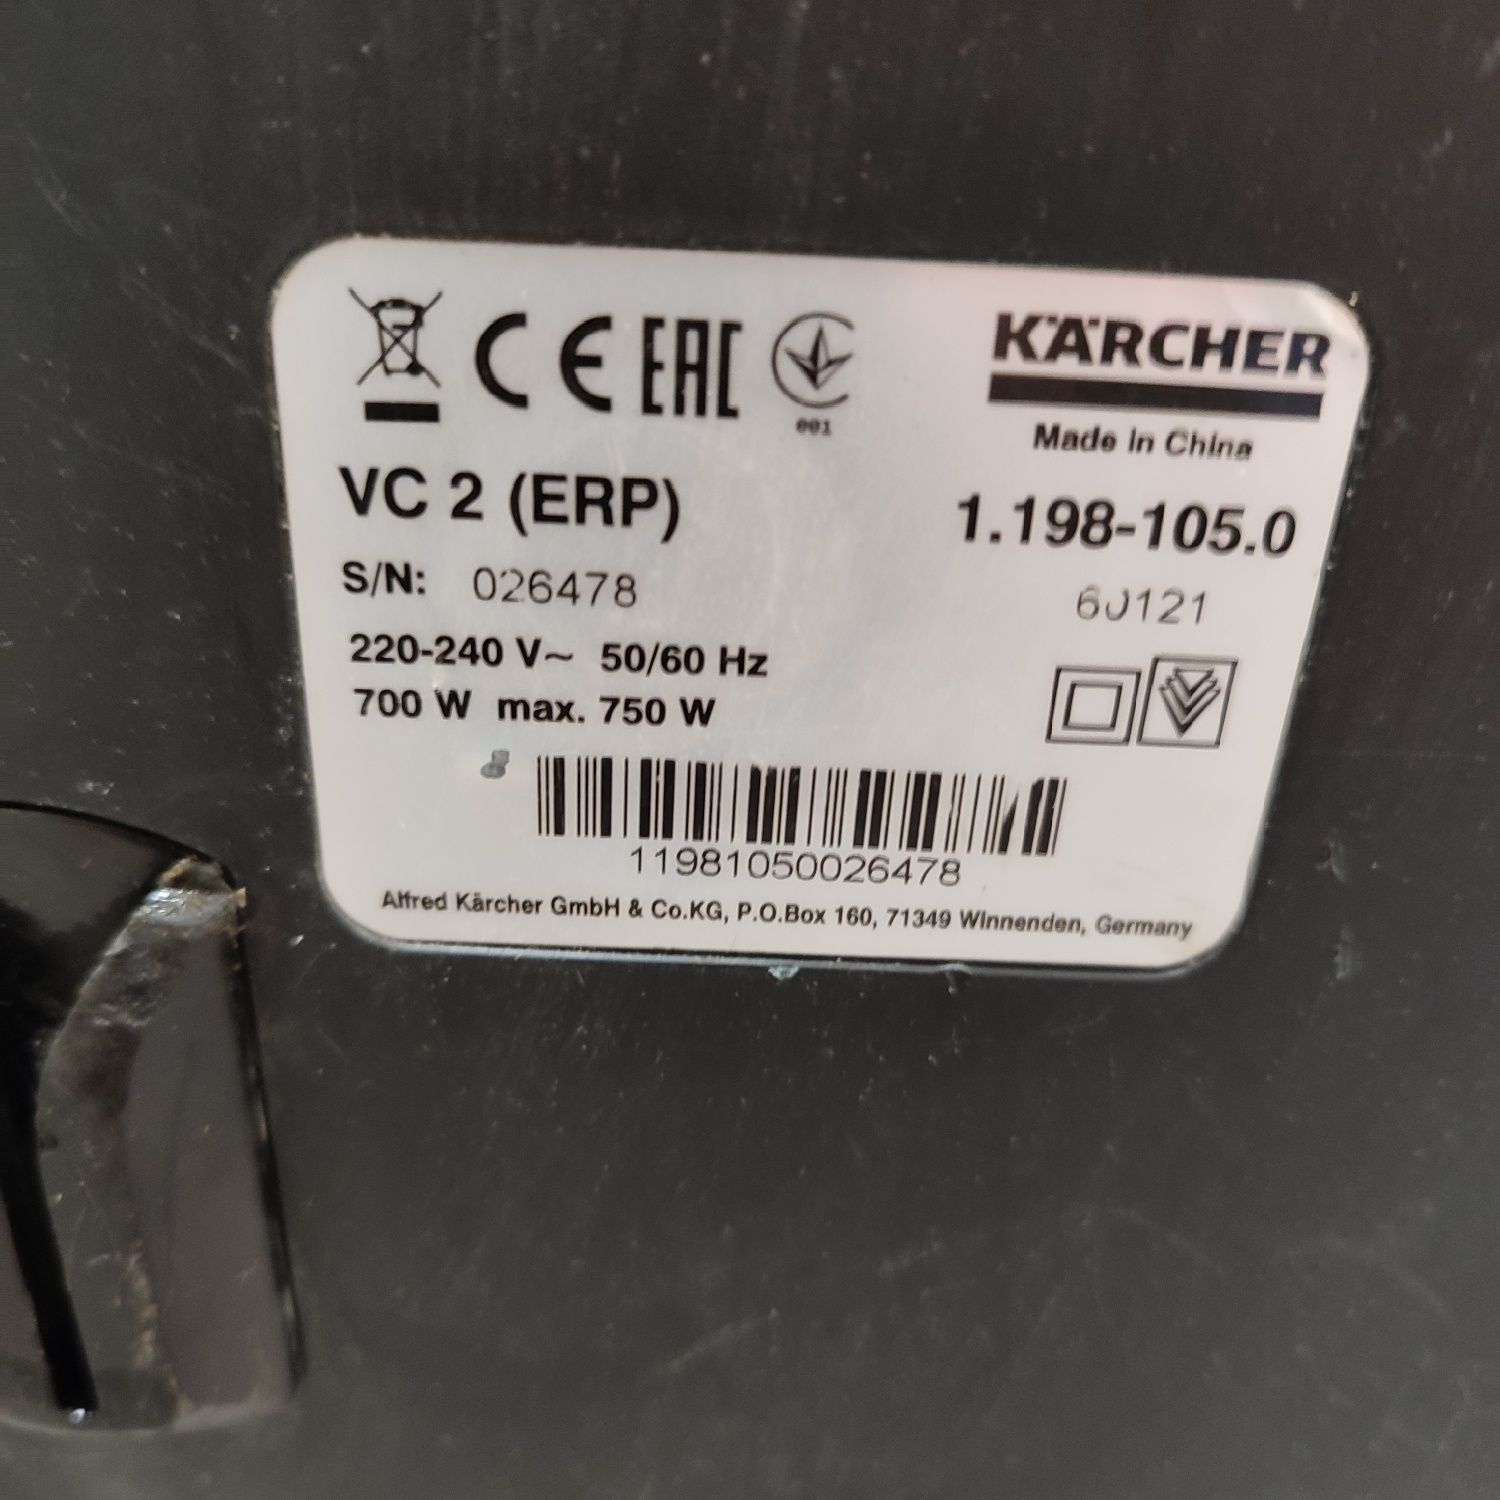 CE EAC
001
KÄRCHER
Made in China
VC 2 (ERP)
1.198-105.0
S/N: 026478
60121
220-240 V~ 50/60 Hz
700 W max. 750 W
11981050026478
Alfred Kärcher GmbH & Co.KG, P.O.Box 160, 71349 Winnenden, Germany